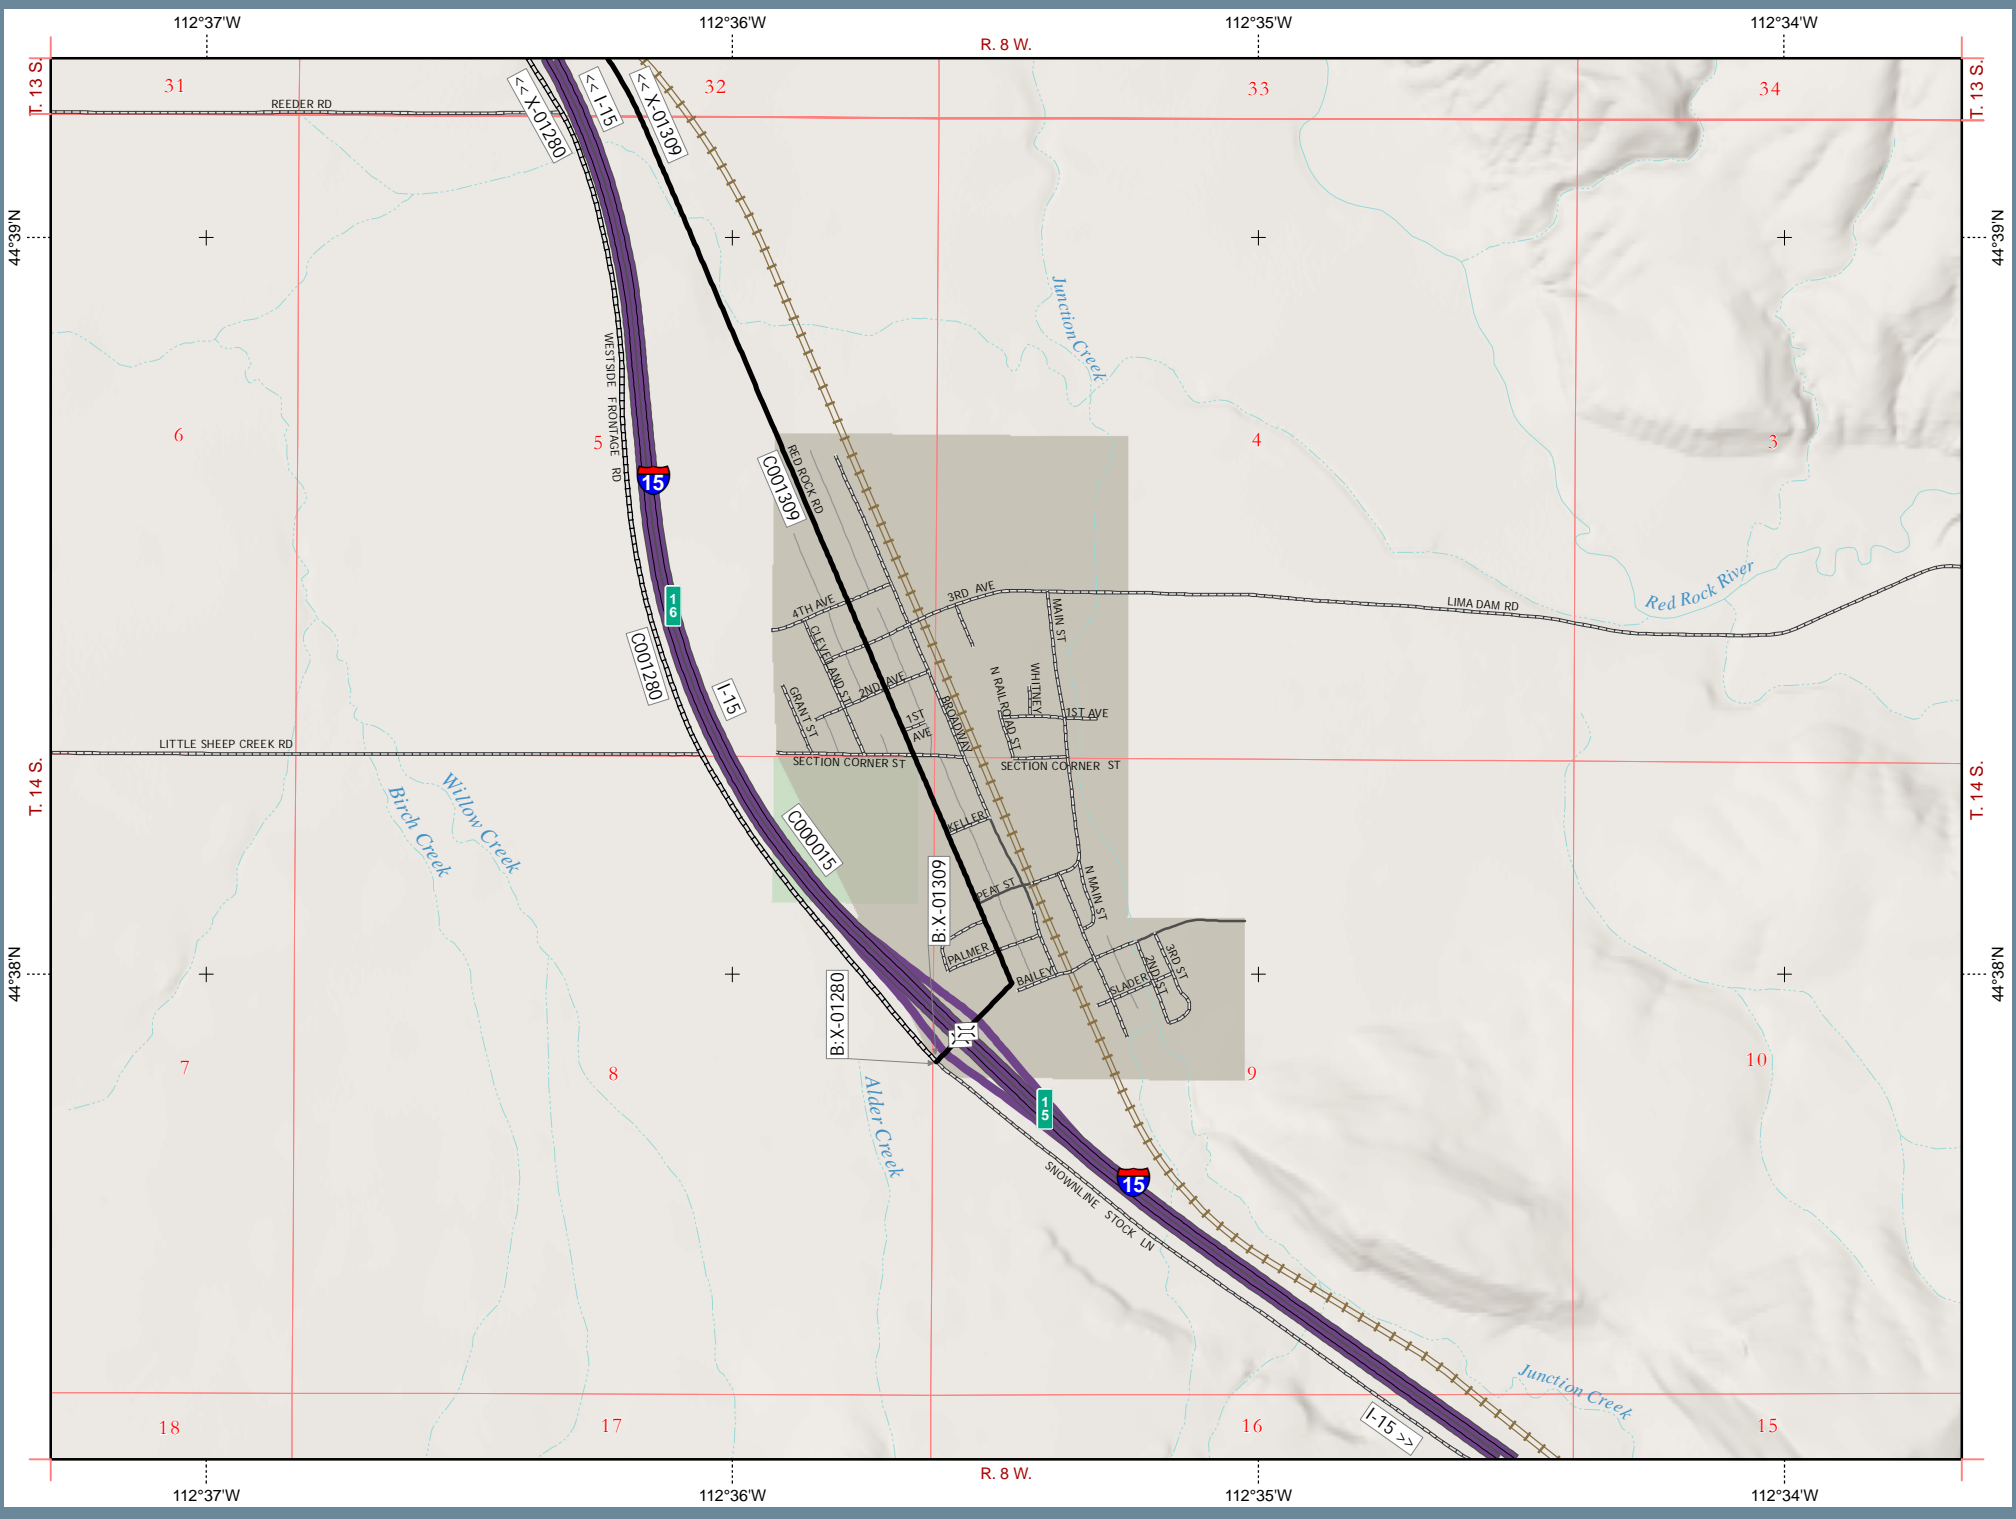 112°37'W
112°36'W
112°35'W
112°34'W
R. 8 W.
T. 13 S.
T. 13 S.
31
32
33
34
REEDER RD
<< X-01280
<< I-15
<< X-01309
44°39'N
44°39'N
Junction Creek
WESTSIDE FRONTAGE RD
6
5
4
3
15
RED ROCK RD
C001309
16
4TH AVE
3RD AVE
MAIN ST
LIMA DAM RD
Red Rock River
CLEVELAND ST
C001280
I-15
GRANT ST
2ND AVE
1ST AVE
BROADWAY
N RAILROAD ST
WHITNEY
1ST AVE
LITTLE SHEEP CREEK RD
SECTION CORNER ST
SECTION CORNER ST
T. 14 S.
T. 14 S.
Birch Creek
Willow Creek
C000015
KELLER
B: X-01309
PEAT ST
N MAIN ST
PALMER
BAILEY
SLADER
2ND ST
3RD ST
44°38'N
44°38'N
B: X-01280
7
8
9
10
Alder Creek
15
15
SNOWNLINE STOCK LN
Junction Creek
I-15 >>
18
17
16
15
R. 8 W.
112°37'W
112°36'W
112°35'W
112°34'W